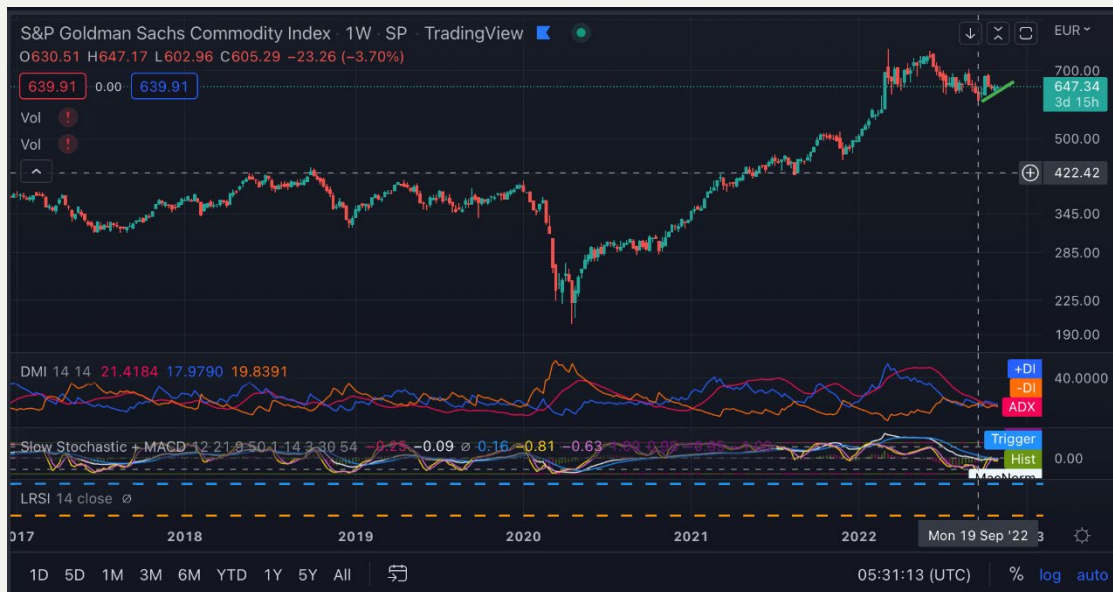 S&P Goldman Sachs Commodity Index · 1W · SP · TradingView
EUR
O630.51 H647.17 L602.96 C605.29 −23.26 (−3.70%)
639.91 0.00 639.91
Vol
Vol
700.00
647.34
3d 15h
500.00
422.42
345.00
285.00
225.00
190.00
DMI 14 14 21.4184 17.9790 19.8391
+DI
-DI
ADX
40.0000
Slow Stochastic + MACD 12 21 9 50 1 14 3 30 54 −0.25 −0.09 ∅ 0.16 −0.81 −0.63
Trigger
Hist
0.00
LRSI 14 close ∅
017 2018 2019 2020 2021 2022 Mon 19 Sep '22 3
1D 5D 1M 3M 6M YTD 1Y 5Y All 05:31:13 (UTC) % log auto